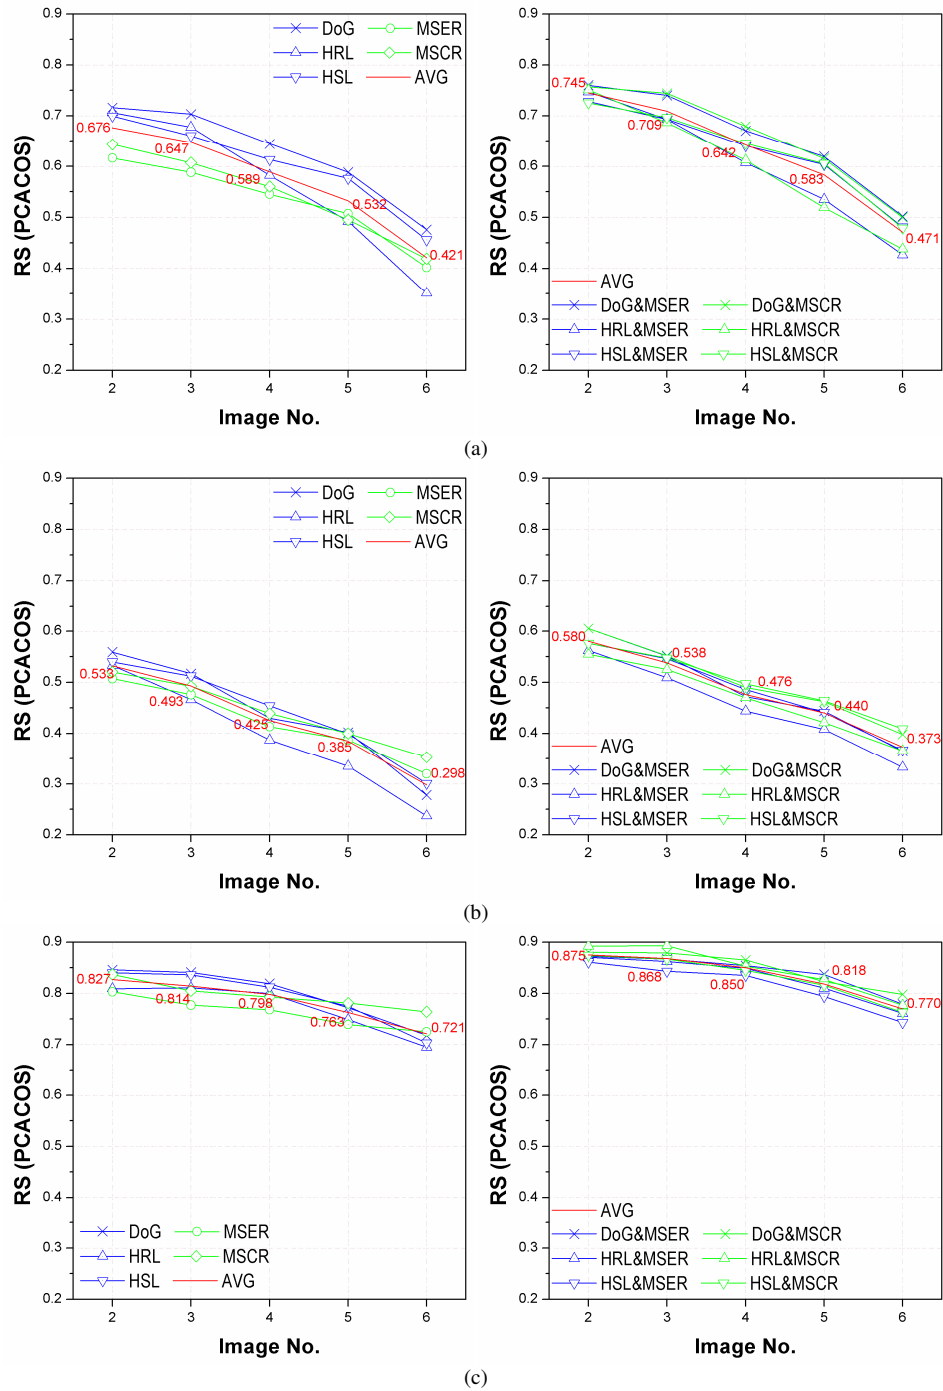 0.9
0.8
0.7
0.6
0.5
0.4
0.3
0.2
RS (PCACOS)
DoG MSER
HRL MSCR
HSL AVG
0.676
0.647
0.589
0.532
0.421
2 3 4 5 6
Image No.
0.9
0.8
0.7
0.6
0.5
0.4
0.3
0.2
RS (PCACOS)
0.745
0.709
0.642
0.583
0.471
AVG
DoG&MSER DoG&MSCR
HRL&MSER HRL&MSCR
HSL&MSER HSL&MSCR
2 3 4 5 6
Image No.
(a)
0.9
0.8
0.7
0.6
0.5
0.4
0.3
0.2
RS (PCACOS)
DoG MSER
HRL MSCR
HSL AVG
0.533
0.493
0.425
0.385
0.298
2 3 4 5 6
Image No.
0.9
0.8
0.7
0.6
0.5
0.4
0.3
0.2
RS (PCACOS)
0.580
0.538
0.476
0.440
0.373
AVG
DoG&MSER DoG&MSCR
HRL&MSER HRL&MSCR
HSL&MSER HSL&MSCR
2 3 4 5 6
Image No.
(b)
0.9
0.8
0.7
0.6
0.5
0.4
0.3
0.2
RS (PCACOS)
0.827
0.814
0.798
0.763
0.721
DoG MSER
HRL MSCR
HSL AVG
2 3 4 5 6
Image No.
0.9
0.8
0.7
0.6
0.5
0.4
0.3
0.2
RS (PCACOS)
0.875
0.868
0.850
0.818
0.770
AVG
DoG&MSER DoG&MSCR
HRL&MSER HRL&MSCR
HSL&MSER HSL&MSCR
2 3 4 5 6
Image No.
(c)